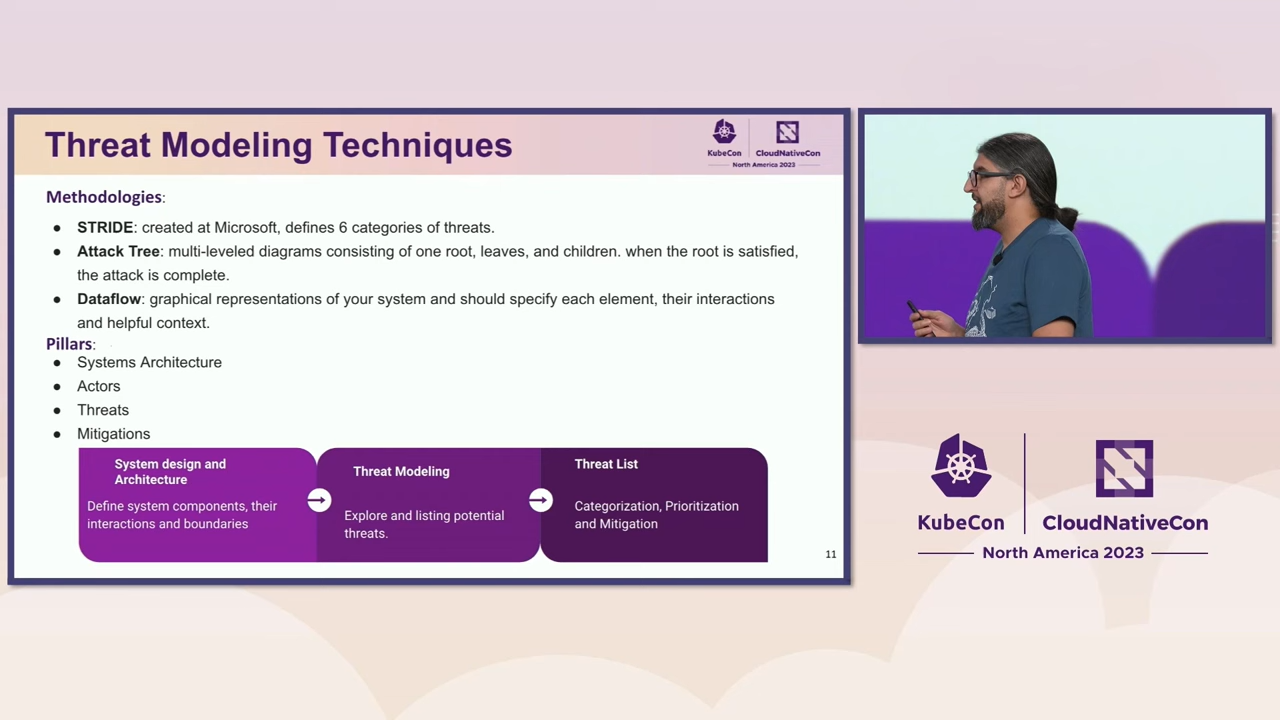 Threat Modeling Techniques
KubeCon
CloudNativeCon
North America 2023
Methodologies:
● STRIDE: created at Microsoft, defines 6 categories of threats.
● Attack Tree: multi-leveled diagrams consisting of one root, leaves, and children. when the root is satisfied,
the attack is complete.
● Dataflow: graphical representations of your system and should specify each element, their interactions
and helpful context.
Pillars:
● Systems Architecture
● Actors
● Threats
● Mitigations
System design and
Architecture
Define system components, their
interactions and boundaries
Threat Modeling
Explore and listing potential
threats.
Threat List
Categorization, Prioritization
and Mitigation
11
KubeCon
CloudNativeCon
North America 2023